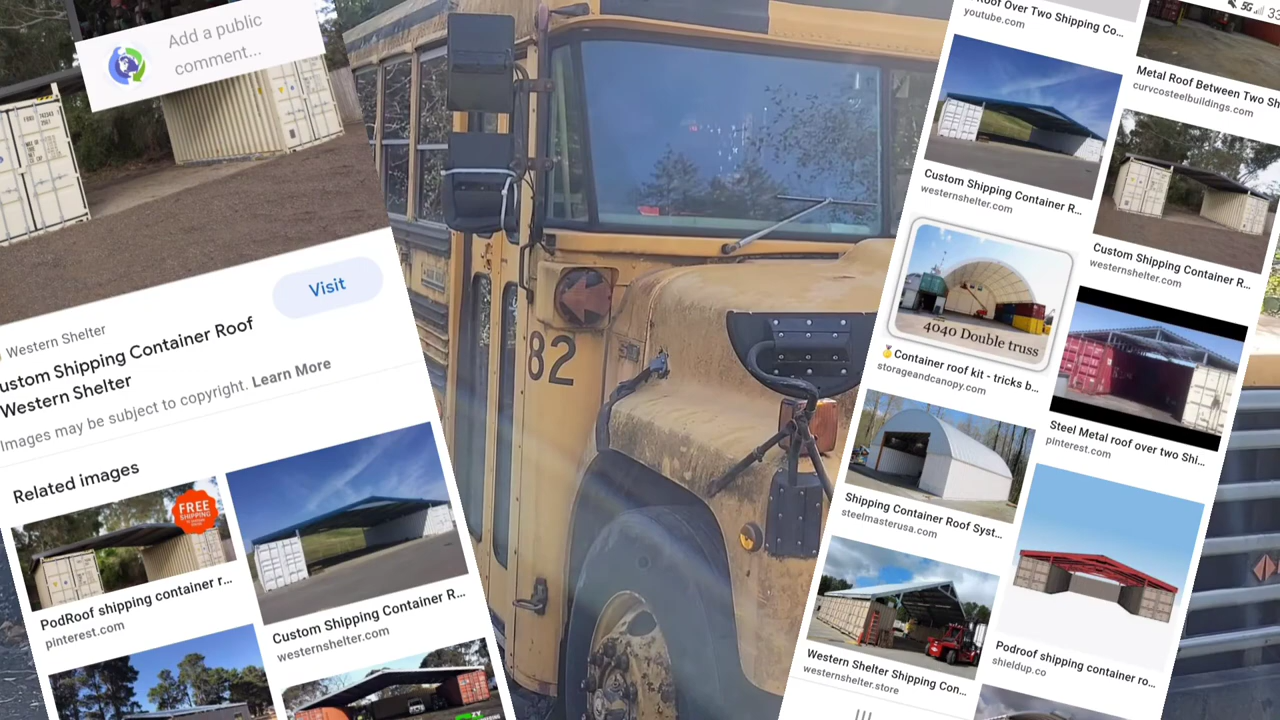 Add a public
comment...
Visit
Western Shelter
ustom Shipping Container Roof
Western Shelter
Images may be subject to copyright. Learn More
Related images
FREE
SHIPPING
PodRoof shipping container r...
pinterest.com
Custom Shipping Container R...
westernshelter.com
82
Roof Over Two Shipping Co...
youtube.com
5G
33
Metal Roof Between Two Sh
curvcosteelbuildings.com
Custom Shipping Container R...
westernshelter.com
Custom Shipping Container R...
westernshelter.com
4040 Double truss
Container roof kit - tricks b...
storageandcanopy.com
Steel Metal roof over two Shi...
pinterest.com
Shipping Container Roof Syst...
steelmasterusa.com
Podroof shipping container ro...
shieldup.co
Western Shelter Shipping Con...
westernshelter.store